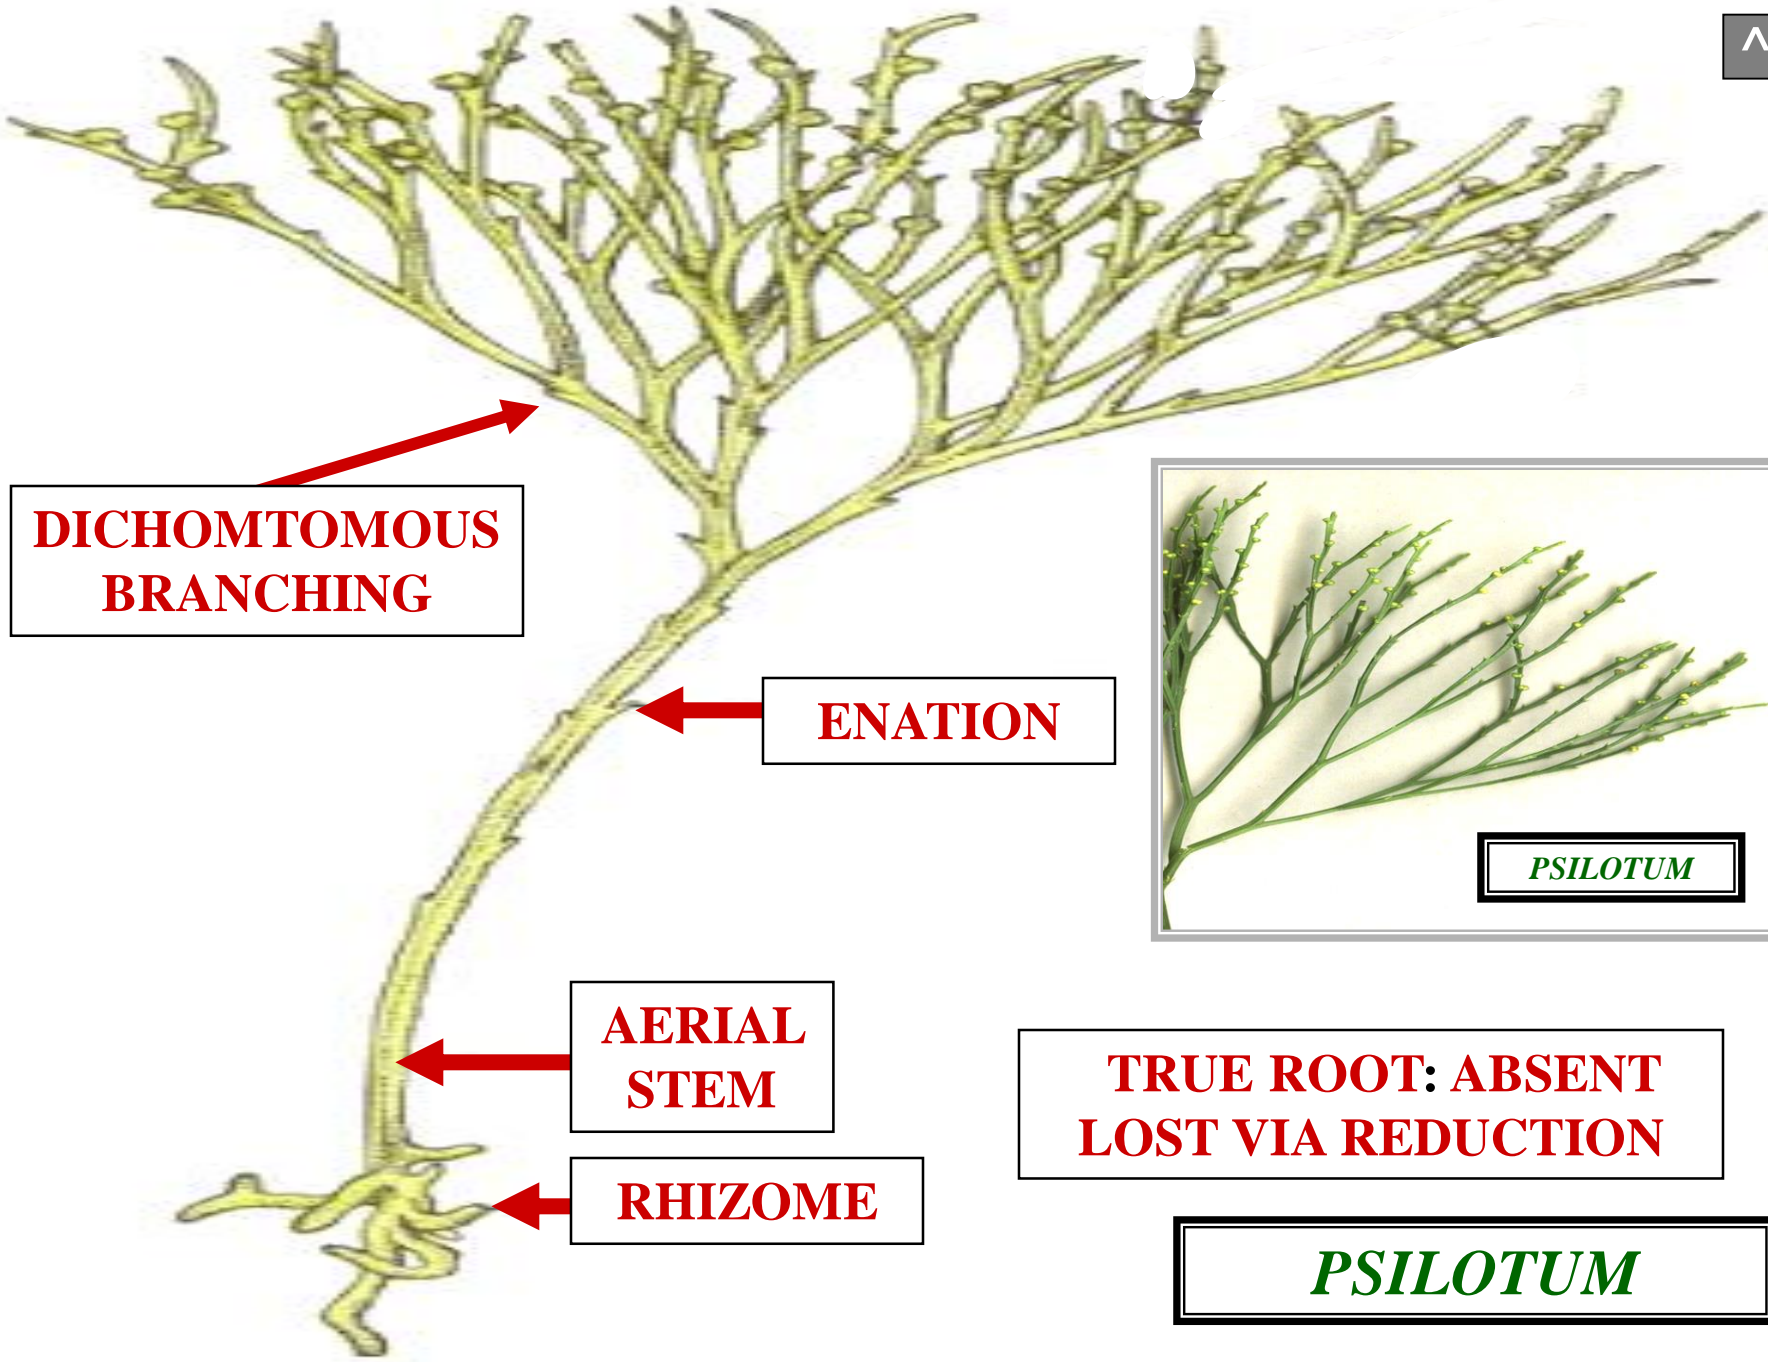 ^
DICHOMTOMOUS
BRANCHING
ENATION
PSILOTUM
AERIAL
STEM
TRUE ROOT: ABSENT
LOST VIA REDUCTION
RHIZOME
PSILOTUM